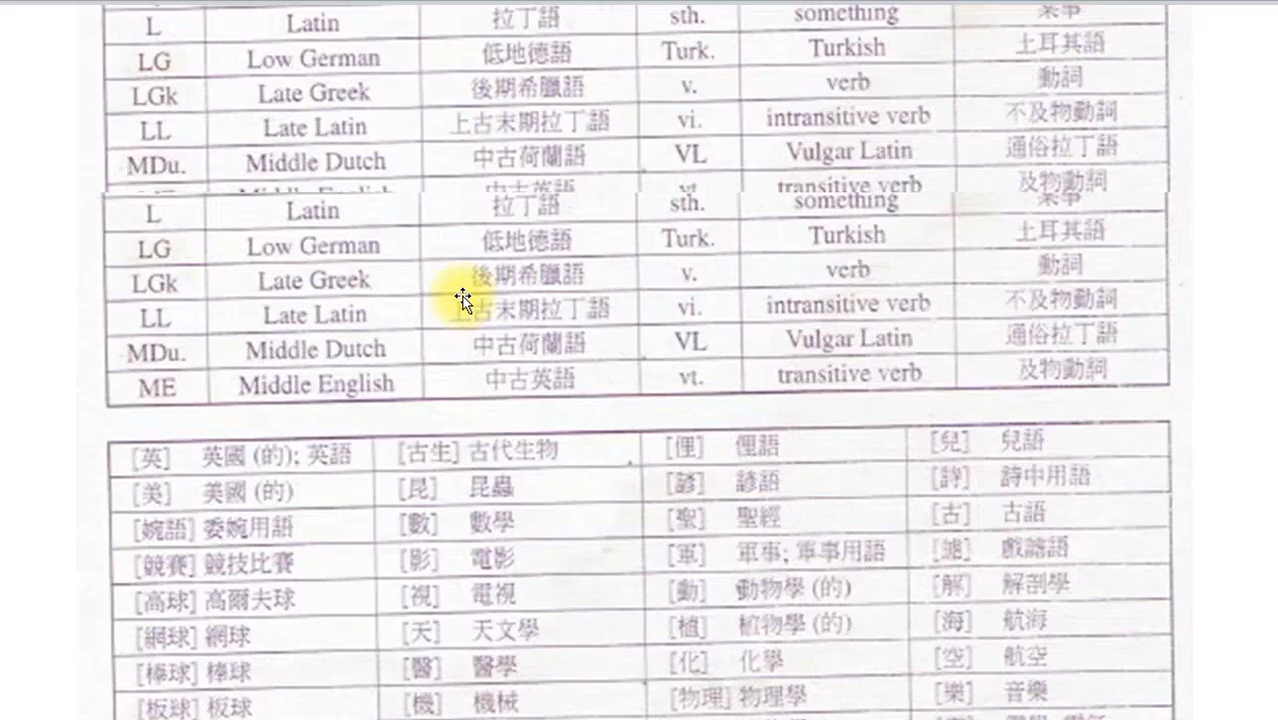 L Latin 拉丁語 sth. something
LG Low German 低地德語 Turk. Turkish 土耳其語
LGk Late Greek 後期希臘語 v. verb 動詞
LL Late Latin 上古末期拉丁語 vi. intransitive verb 不及物動詞
MDu. Middle Dutch 中古荷蘭語 VL Vulgar Latin 通俗拉丁語
Middle English 中古英語 vt. transitive verb 及物動詞
L Latin 拉丁語 sth. something
LG Low German 低地德語 Turk. Turkish 土耳其語
LGk Late Greek 後期希臘語 v. verb 動詞
LL Late Latin 上古末期拉丁語 vi. intransitive verb 不及物動詞
MDu. Middle Dutch 中古荷蘭語 VL Vulgar Latin 通俗拉丁語
ME Middle English 中古英語 vt. transitive verb 及物動詞
[英] 英國 (的); 英語 [古生] 古代生物 [俚] 俚語 [兒] 兒語
[美] 美國 (的) [昆] 昆蟲 [諺] 諺語 [詩] 詩中用語
[婉語] 委婉用語 [數] 數學 [聖] 聖經 [古] 古語
[競賽] 競技比賽 [影] 電影 [軍] 軍事; 軍事用語 [謔] 戲謔語
[高球] 高爾夫球 [視] 電視 [動] 動物學 (的) [解] 解剖學
[網球] 網球 [天] 天文學 [植] 植物學 (的) [海] 航海
[棒球] 棒球 [醫] 醫學 [化] 化學 [空] 航空
[板球] 板球 [機] 機械 [物理] 物理學 [樂] 音樂